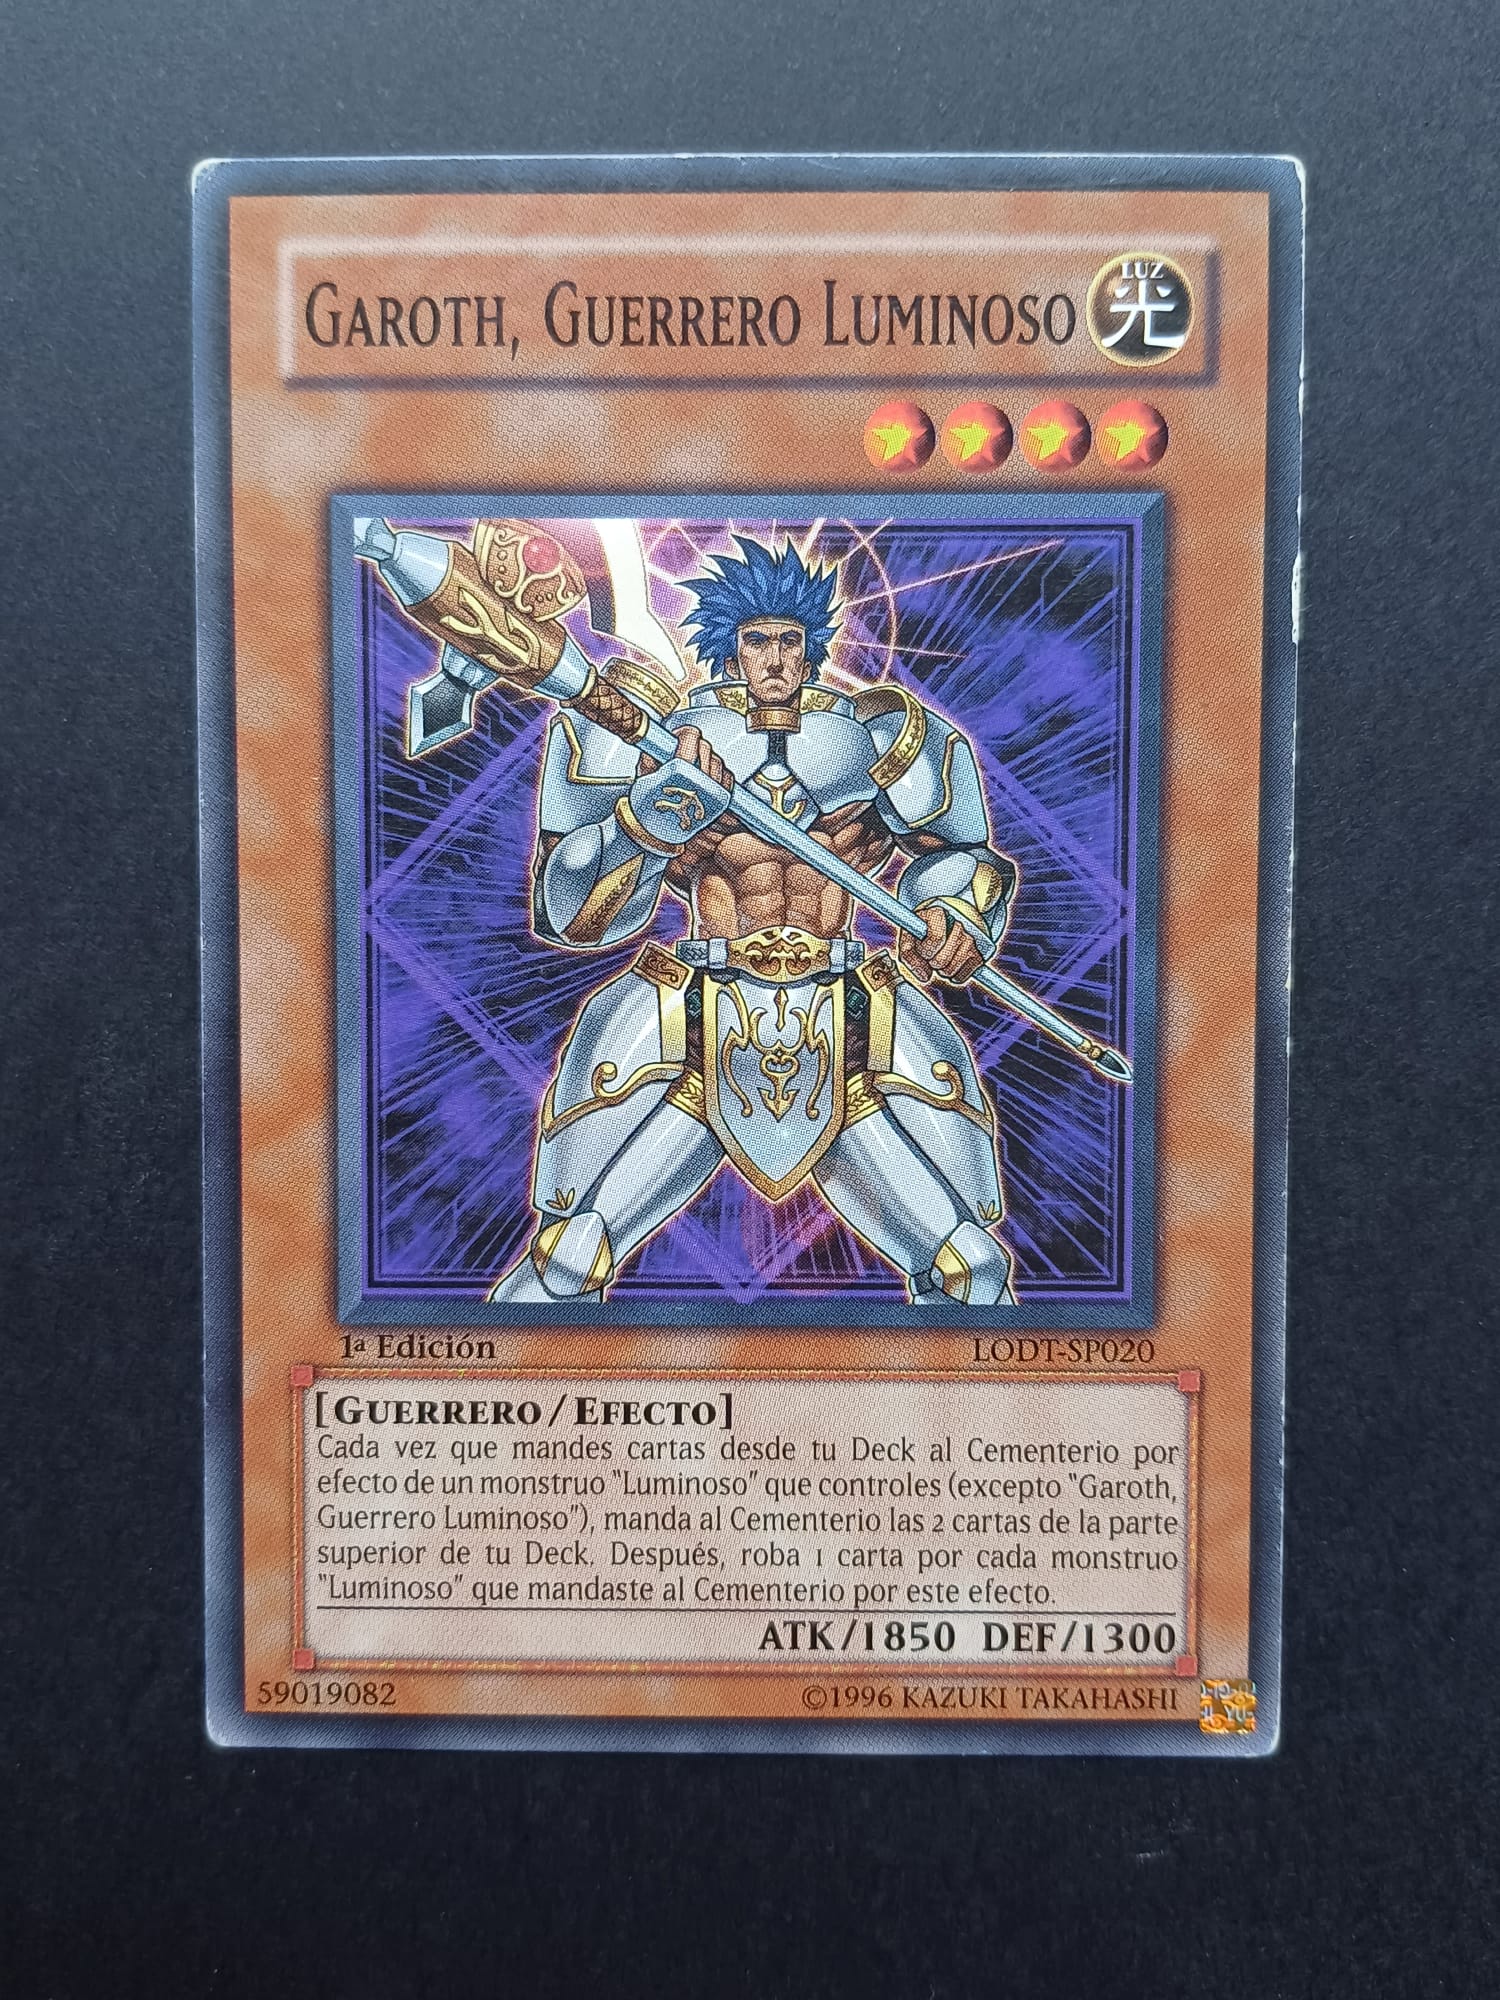 GAROTH, GUERRERO LUMINOSO
LUZ
光
1ª Edición
LODT-SP020
[GUERRERO/EFECTO]
Cada vez que mandes cartas desde tu Deck al Cementerio por
efecto de un monstruo "Luminoso" que controles (excepto "Garoth,
Guerrero Luminoso"), manda al Cementerio las 2 cartas de la parte
superior de tu Deck. Después, roba 1 carta por cada monstruo
"Luminoso" que mandaste al Cementerio por este efecto.
ATK/1850 DEF/1300
59019082
©1996 KAZUKI TAKAHASHI